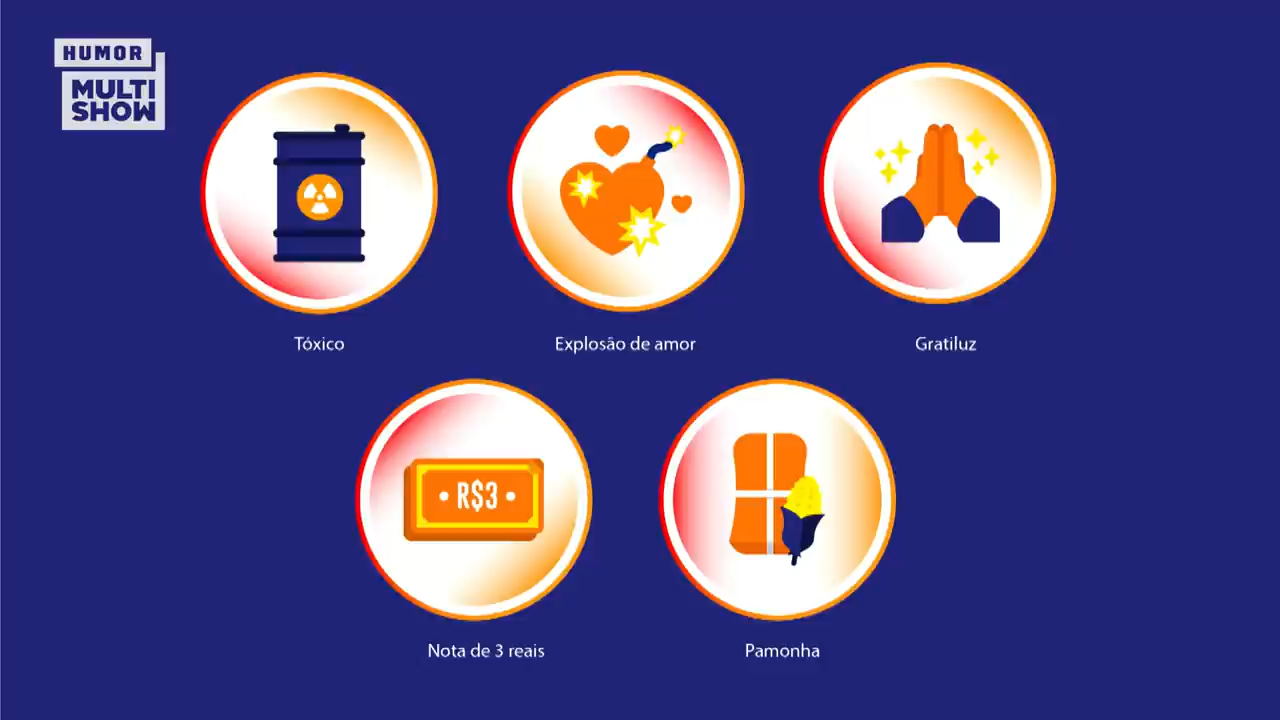 HUMOR
MULTI
SHOW
Tóxico
Explosão de amor
Gratiluz
R$3
Nota de 3 reais
Pamonha